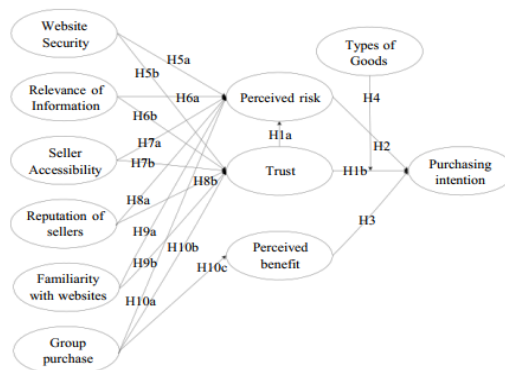 Website
Security
Types of
Goods
H5a
H5b
H4
Relevance of
Information
H6a
Perceived risk
H6b
H1a
H2
H7a
Seller
Accessibility
H7b
Trust
H1b
Purchasing
intention
H8b
H8a
Reputation of
sellers
H9a
H10b
H3
Perceived
benefit
H9b
H10c
Familiarity
with websites
H10a
Group
purchase